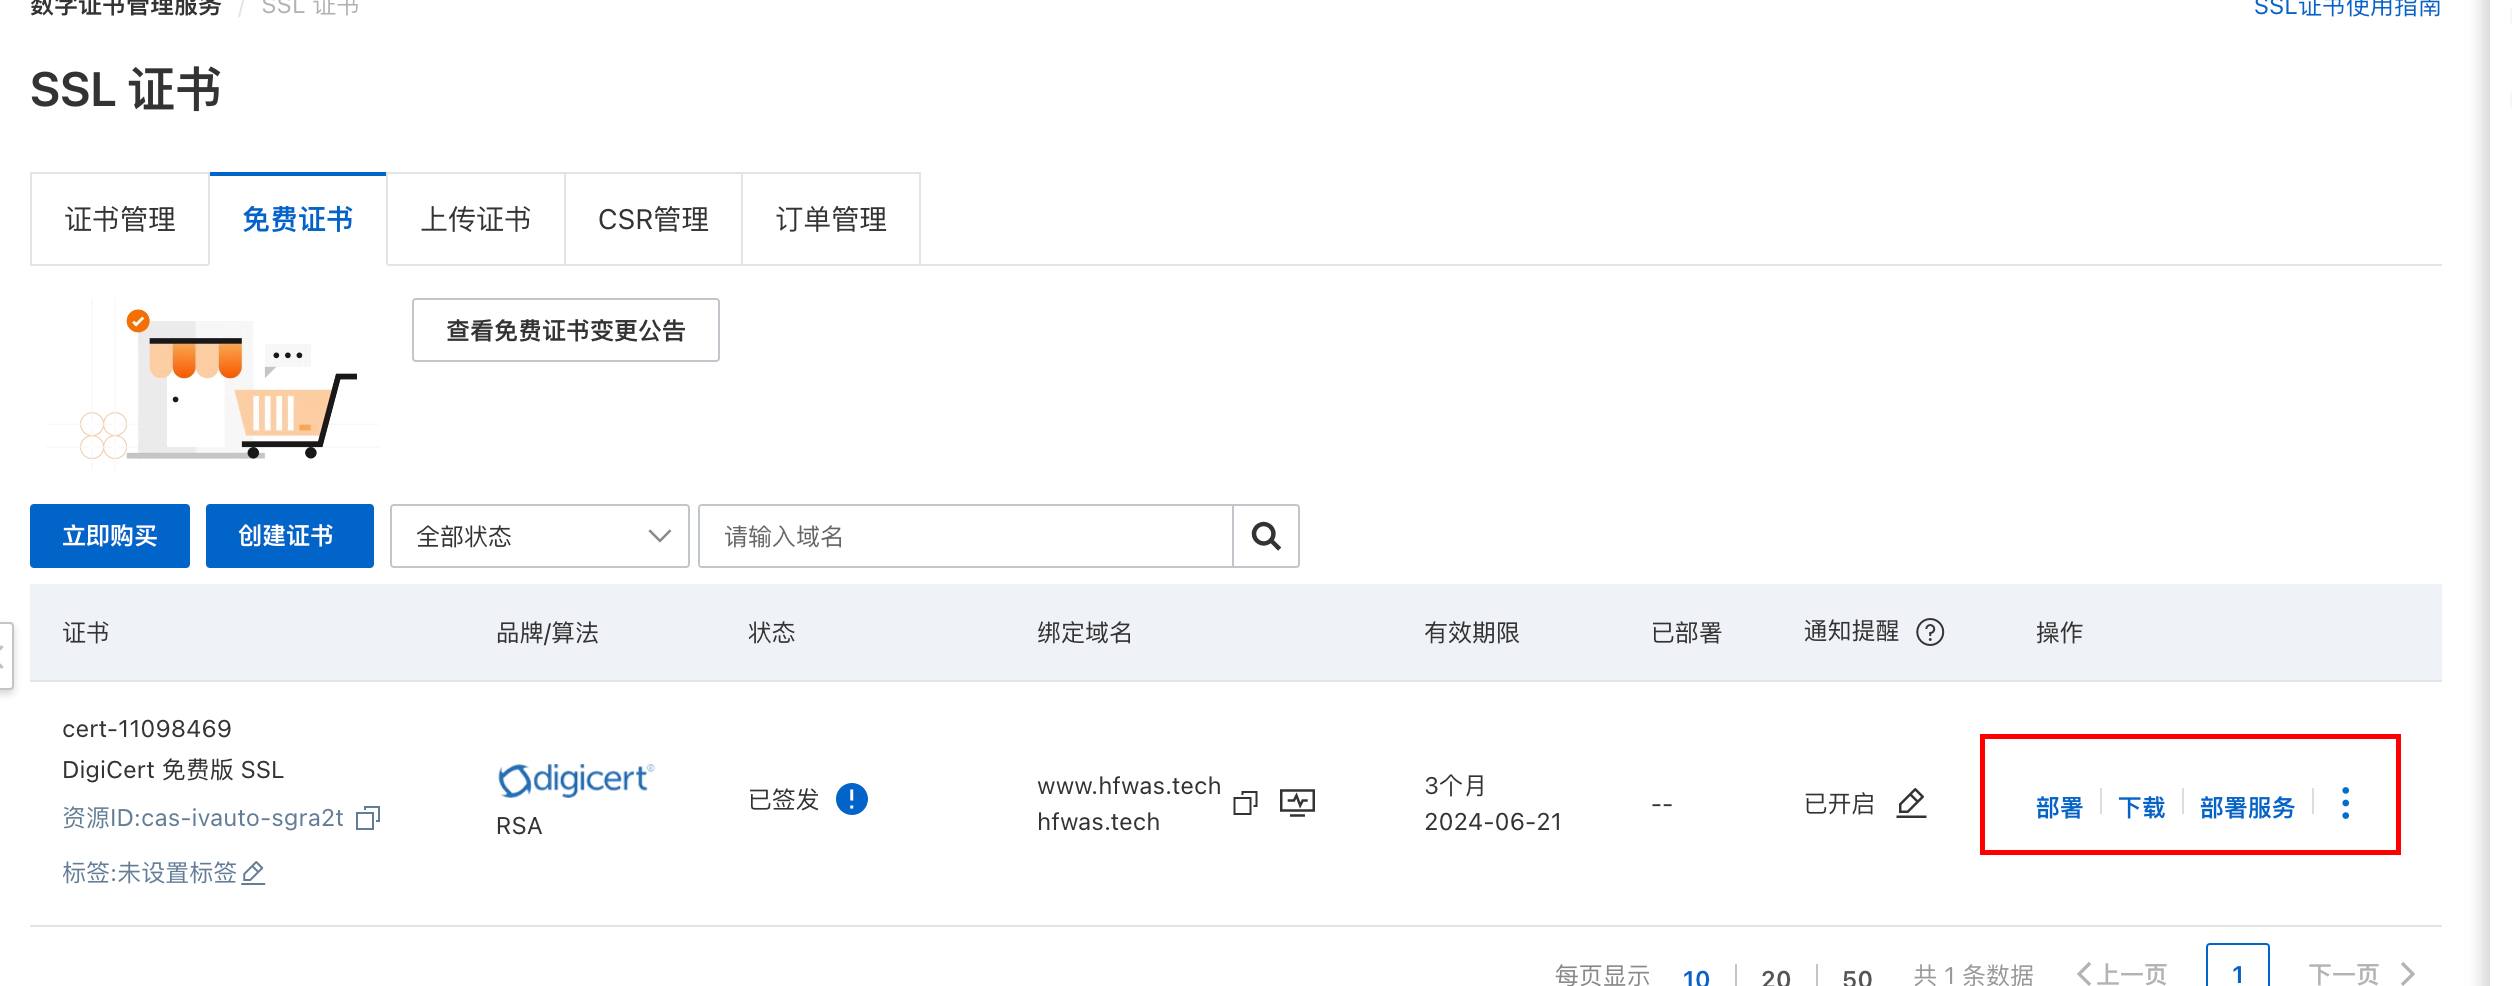 数字证书管理服务 / SSL 证书
SSL证书使用指南
SSL 证书
证书管理 免费证书 上传证书 CSR管理 订单管理
查看免费证书变更公告
立即购买 创建证书 全部状态 请输入域名
证书 品牌/算法 状态 绑定域名 有效期限 已部署 通知提醒 ? 操作
cert-11098469
DigiCert 免费版 SSL
资源ID:cas-ivauto-sgra2t
标签:未设置标签
digicert
RSA
已签发
www.hfwas.tech
hfwas.tech
3个月
2024-06-21
--
已开启
部署 下载 部署服务
每页显示 10 20 50 共 1 条数据 上一页 1 下一页